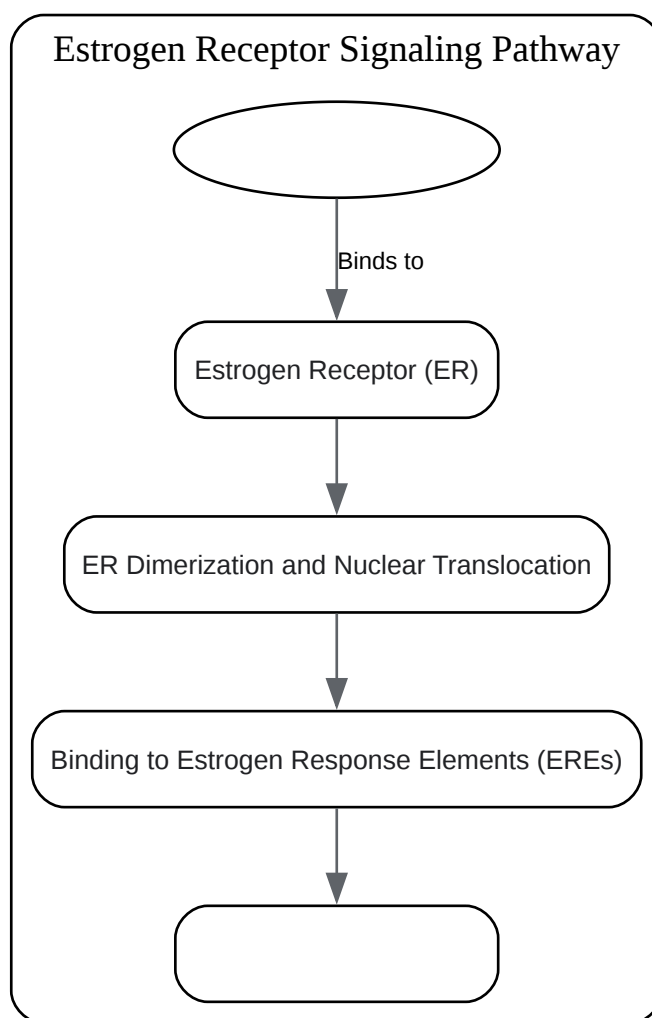 Estrogen Receptor Signaling Pathway
Binds to
Estrogen Receptor (ER)
ER Dimerization and Nuclear Translocation
Binding to Estrogen Response Elements (EREs)